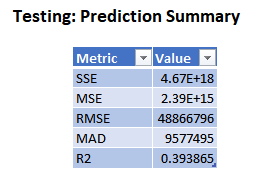 Testing: Prediction Summary
Metric Value
SSE 4.67E+18
MSE 2.39E+15
RMSE 48866796
MAD 9577495
R2 0.393865